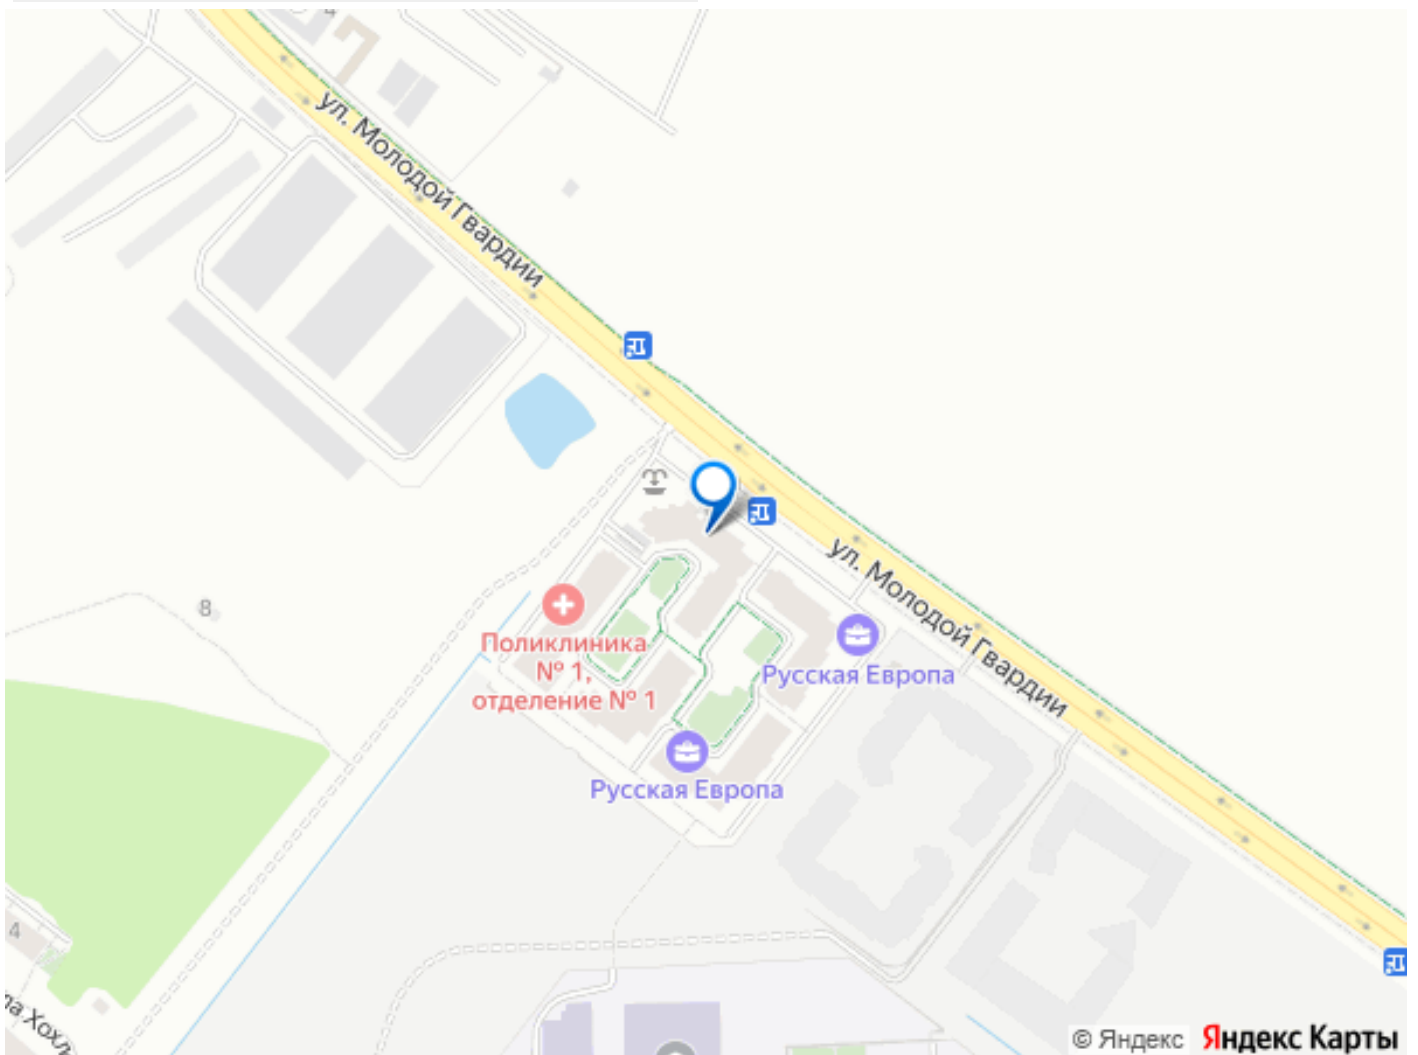 4
ул. Молодой Гвардии
8
Поликлиника
№ 1,
отделение № 1
Русская Европа
ул. Молодой Гвардии
Русская Европа
4
© Яндекс Яндекс Карты